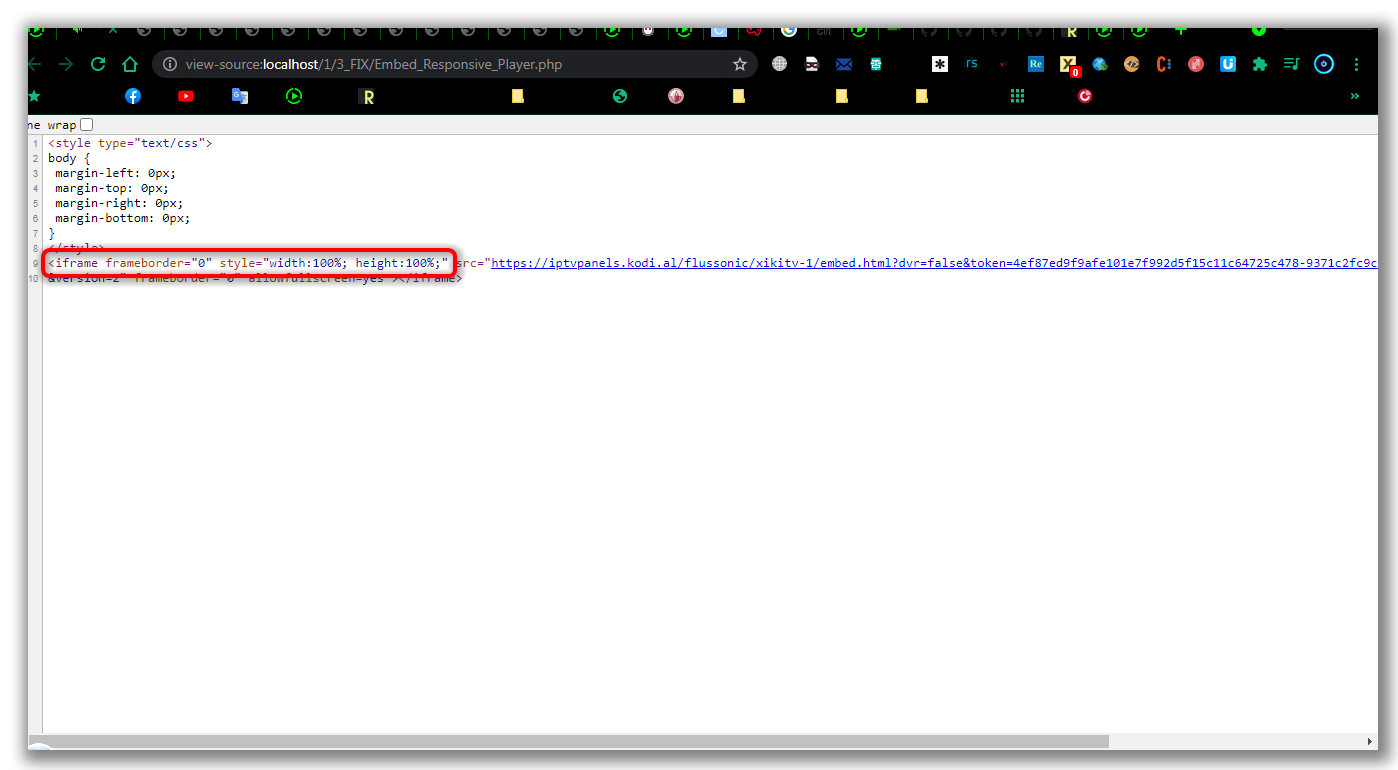 view-source:localhost/1/3_FIX/Embed_Responsive_Player.php
Re
0
R
ne wrap
1 <style type="text/css">
2 body {
3 margin-left: 0px;
4 margin-top: 0px;
5 margin-right: 0px;
6 margin-bottom: 0px;
7 }
8 </style>
9 <iframe frameborder="0" style="width:100%; height:100%;" src="https://iptvpanels.kodi.al/flussonic/xikitv-1/embed.html?dvr=false&token=4ef87ed9f9afe101e7f992d5f15c11c64725c478-9371c2fc9c
10 &version=2" frameborder="0" allowfullscreen=yes"></iframe>